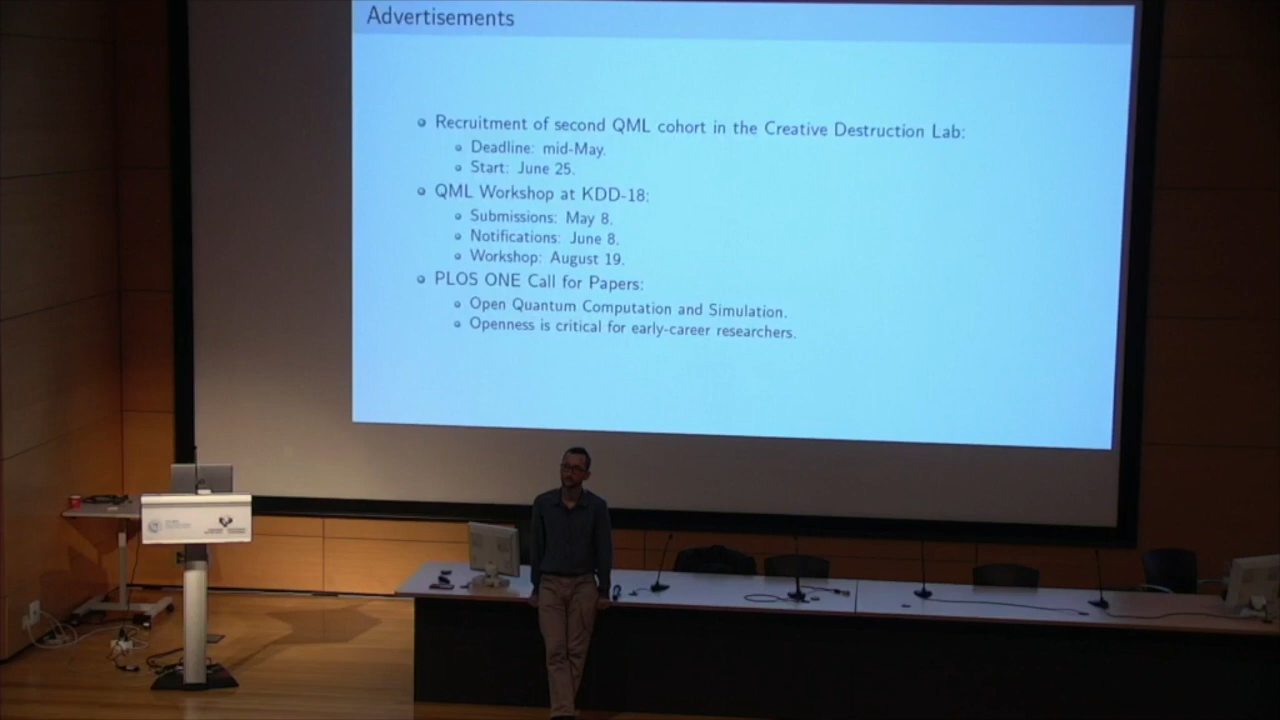 Advertisements
Recruitment of second QML cohort in the Creative Destruction Lab:
Deadline: mid-May.
Start: June 25.
QML Workshop at KDD-18:
Submissions: May 8.
Notifications: June 8.
Workshop: August 19.
PLOS ONE Call for Papers:
Open Quantum Computation and Simulation.
Openness is critical for early-career researchers.